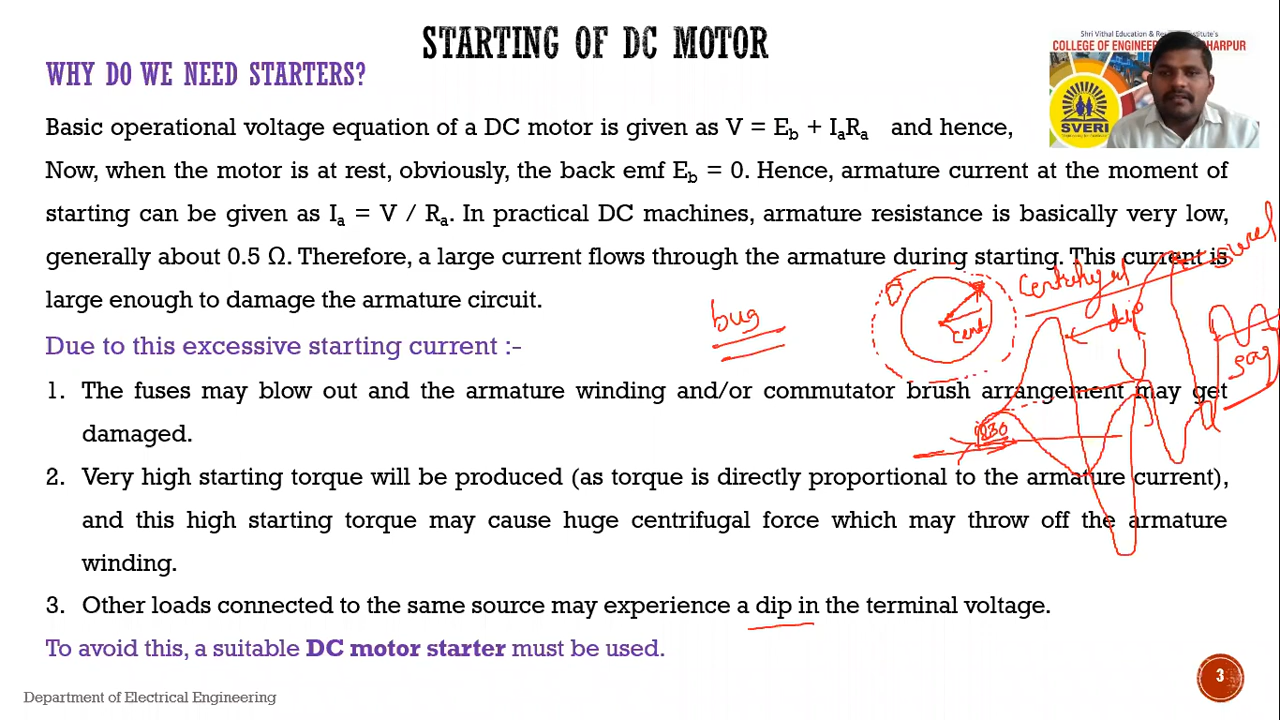 STARTING OF DC MOTOR
Shri Vithal Education & Re
COLLEGE OF ENGINEE
SVERI
WHY DO WE NEED STARTERS?
Basic operational voltage equation of a DC motor is given as V = Eb + IaRa and hence,
Now, when the motor is at rest, obviously, the back emf Eb = 0. Hence, armature current at the moment of
starting can be given as Ia = V / Ra. In practical DC machines, armature resistance is basically very low,
generally about 0.5 Ω. Therefore, a large current flows through the armature during starting. This current is
large enough to damage the armature circuit.
bug
cent
dip
sag
230
Due to this excessive starting current :-
1. The fuses may blow out and the armature winding and/or commutator brush arrangement may get
damaged.
2. Very high starting torque will be produced (as torque is directly proportional to the armature current),
and this high starting torque may cause huge centrifugal force which may throw off the armature
winding.
3. Other loads connected to the same source may experience a dip in the terminal voltage.
To avoid this, a suitable DC motor starter must be used.
3
Department of Electrical Engineering